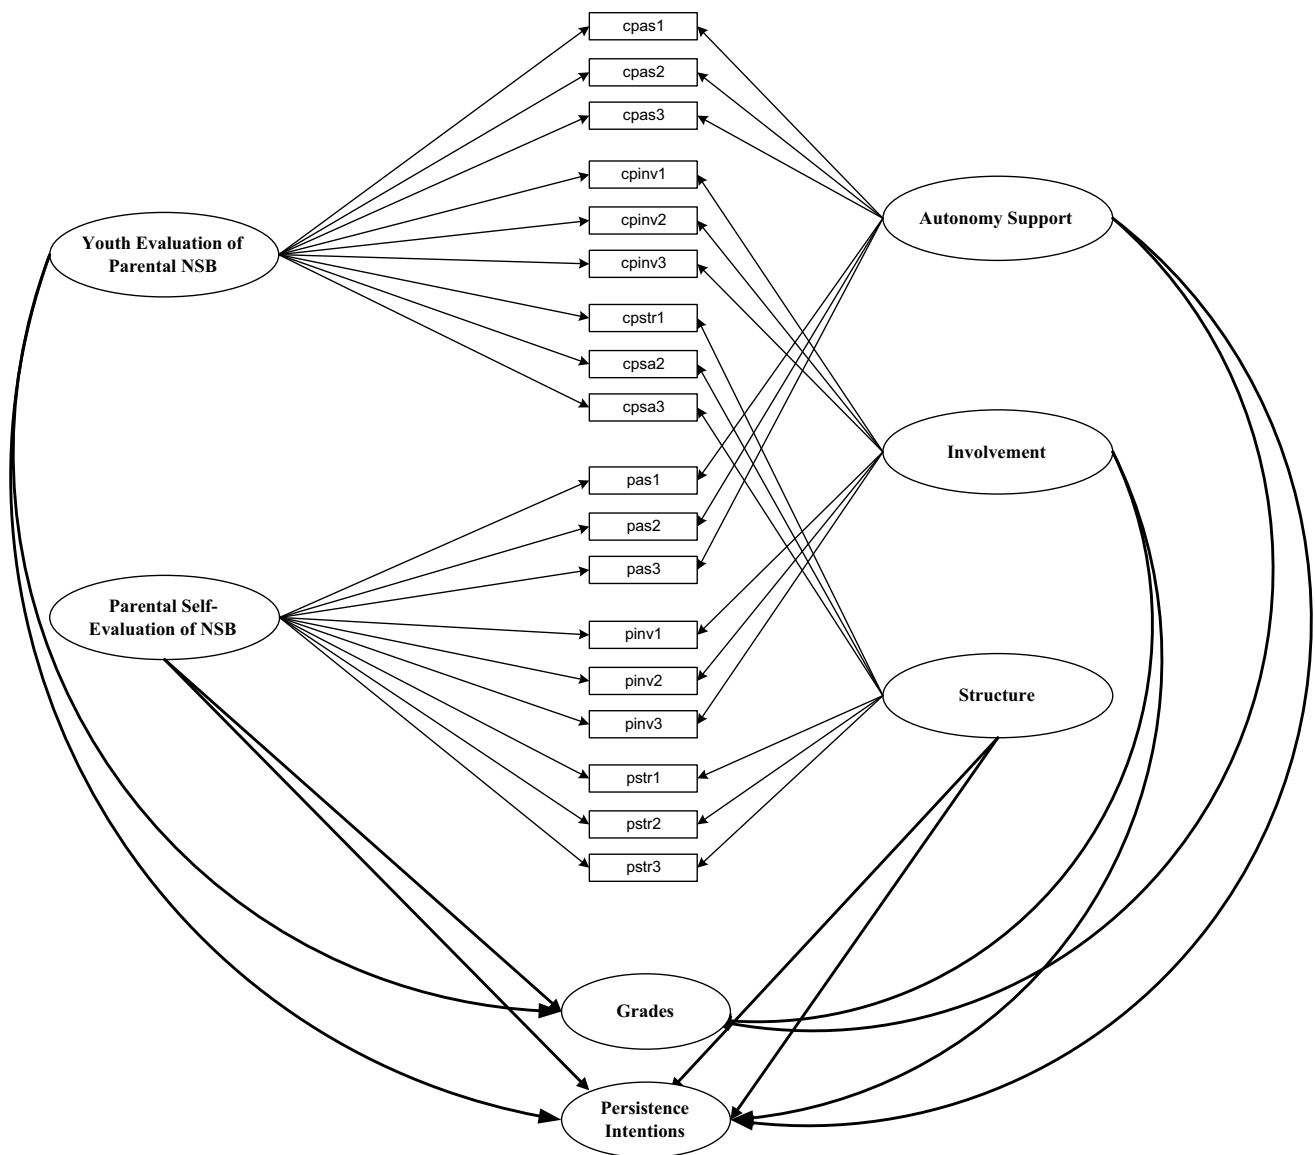 cpas1
cpas2
cpas3
cpinv1
cpinv2
cpinv3
cpstr1
cpsa2
cpsa3
pas1
pas2
pas3
pinv1
pinv2
pinv3
pstr1
pstr2
pstr3
Youth Evaluation of
Parental NSB
Parental Self-
Evaluation of NSB
Autonomy Support
Involvement
Structure
Grades
Persistence
Intentions